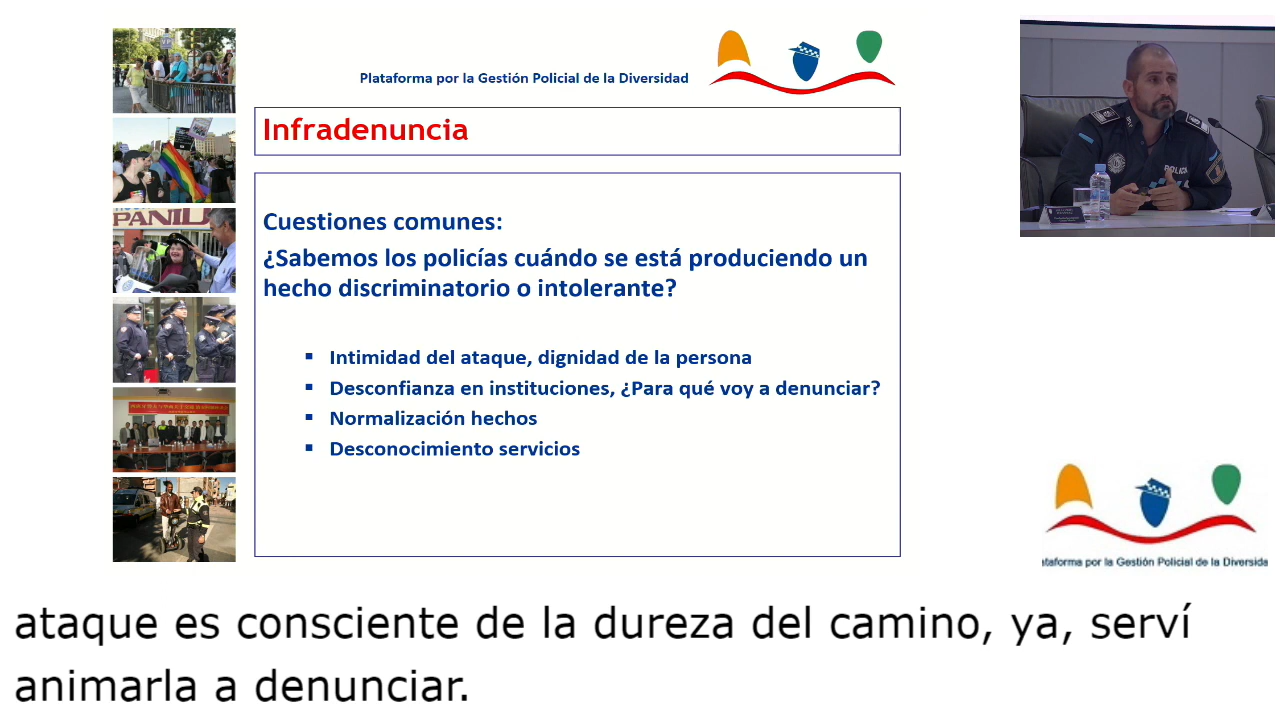 Plataforma por la Gestión Policial de la Diversidad
Infradenuncia
Cuestiones comunes:
¿Sabemos los policías cuándo se está produciendo un
hecho discriminatorio o intolerante?
▪ Intimidad del ataque, dignidad de la persona
▪ Desconfianza en instituciones, ¿Para qué voy a denunciar?
▪ Normalización hechos
▪ Desconocimiento servicios
PANIL
POLICIA
ataforma por la Gestión Policial de la Diversida
ataque es consciente de la dureza del camino, ya, serví
animarla a denunciar.